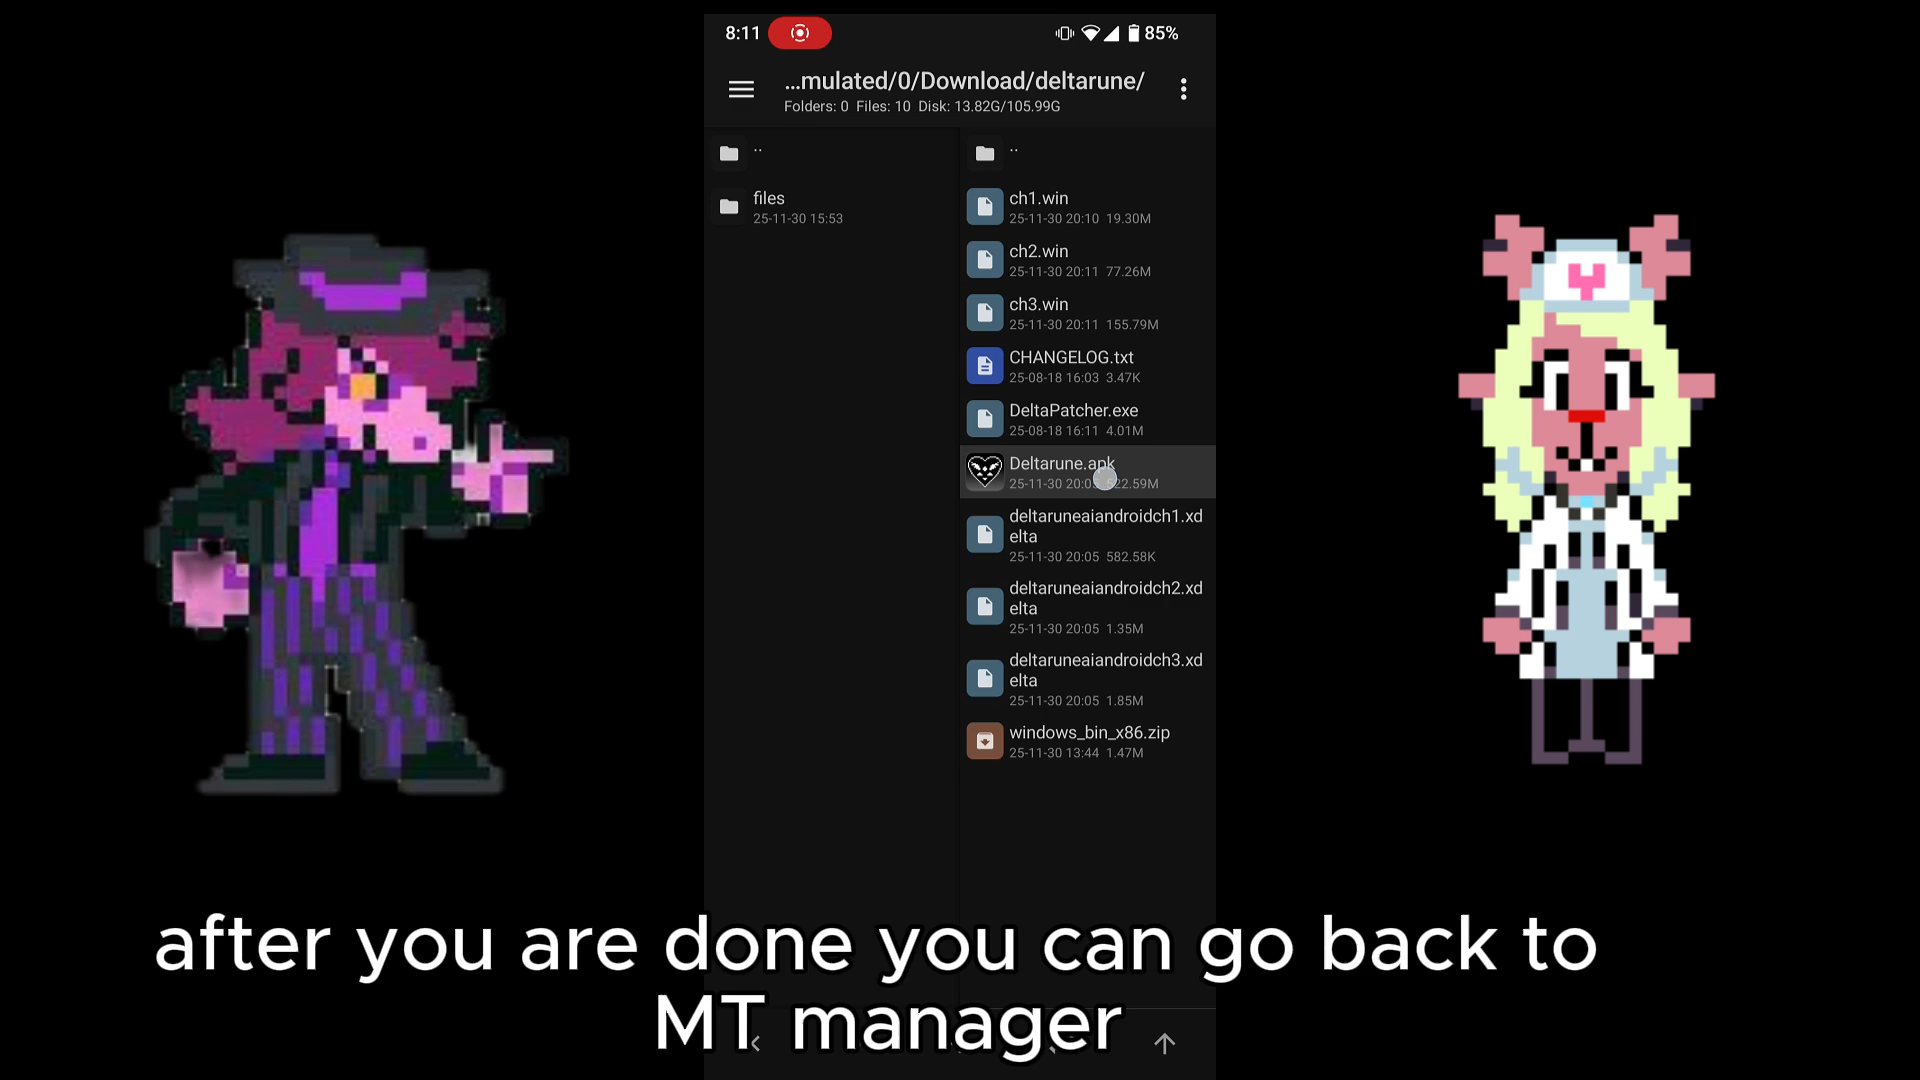 8:11
85%
...mulated/0/Download/deltarune/
Folders: 0 Files: 10 Disk: 13.82G/105.99G
..
files
25-11-30 15:53
..
ch1.win
25-11-30 20:10 19.30M
ch2.win
25-11-30 20:11 77.26M
ch3.win
25-11-30 20:11 155.79M
CHANGELOG.txt
25-08-18 16:03 3.47K
DeltaPatcher.exe
25-08-18 16:11 4.01M
Deltarune.apk
25-11-30 20:05 522.59M
deltaruneaiandroidch1.xd
elta
25-11-30 20:05 582.58K
deltaruneaiandroidch2.xd
elta
25-11-30 20:05 1.35M
deltaruneaiandroidch3.xd
elta
25-11-30 20:05 1.85M
windows_bin_x86.zip
25-11-30 13:44 1.47M
after you are done you can go back to
MT manager